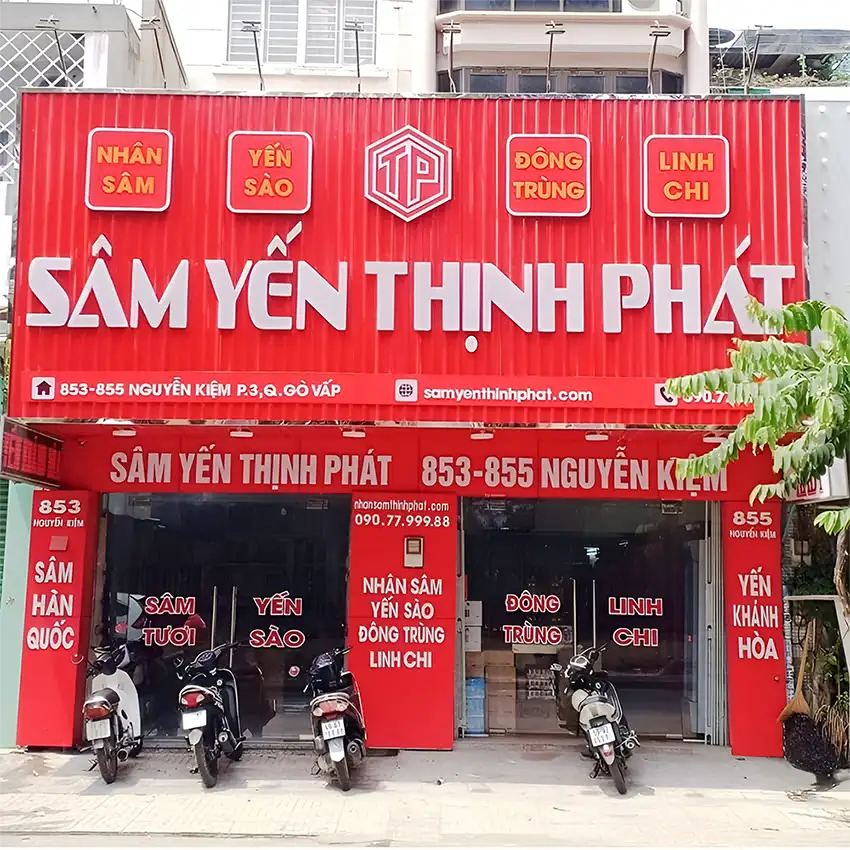 NHÂN
SÂM
YẾN
SÀO
TP
ĐÔNG
TRÙNG
LINH
CHI
SÂM YẾN THỊNH PHÁT
853-855 NGUYỄN KIỆM P.3,Q.GÒ VẤP
samyenthinhphat.com
090.77
SÂM YẾN THỊNH PHÁT
853-855 NGUYỄN KIỆM
853
NGUYỄN KIỆM
SÂM
HÀN
QUỐC
SÂM
TƯƠI
YẾN
SÀO
nhansamthinhphat.com
090.77.999.88
NHÂN SÂM
YẾN SÀO
ĐÔNG TRÙNG
LINH CHI
ĐÔNG
TRÙNG
LINH
CHI
855
NGUYỄN KIỆM
YẾN
KHÁNH
HÒA